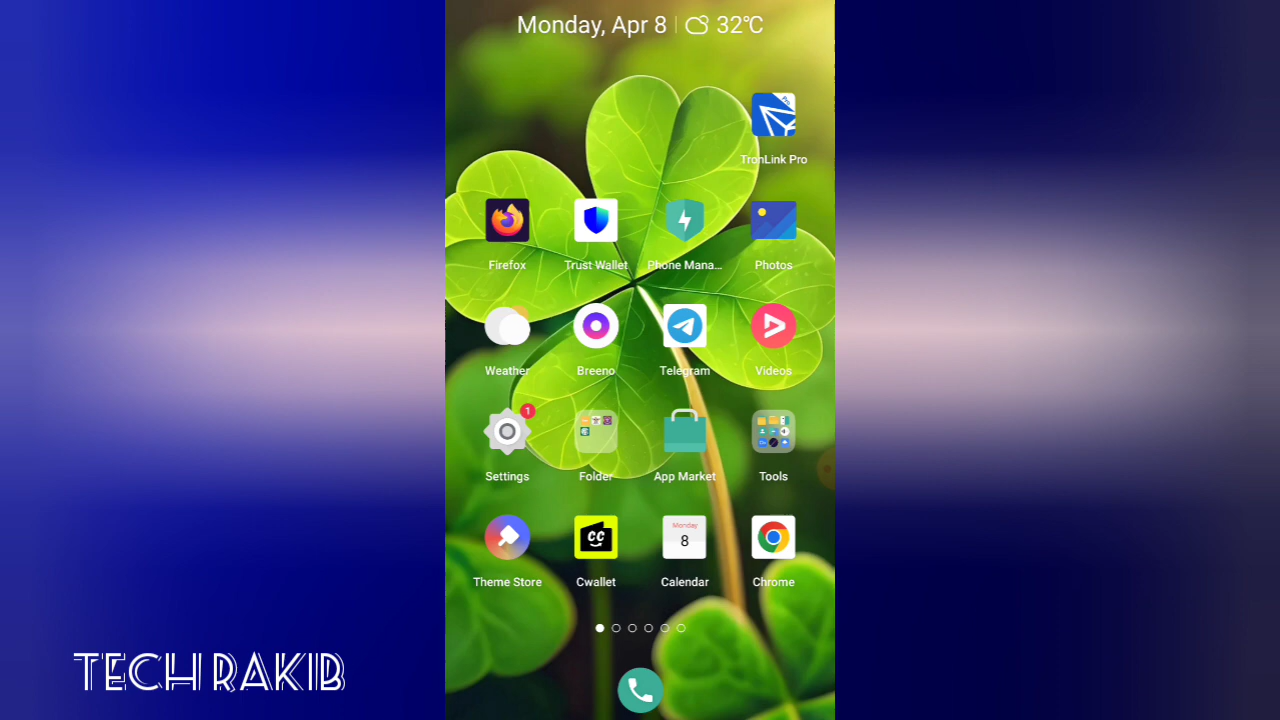 Monday, Apr 8 | 32℃
TronLink Pro
Firefox
Trust Wallet
Phone Mana...
Photos
Weather
Breeno
Telegram
Videos
1
Settings
Folder
App Market
Tools
Monday
8
Theme Store
Cwallet
Calendar
Chrome
TECH RAKIB